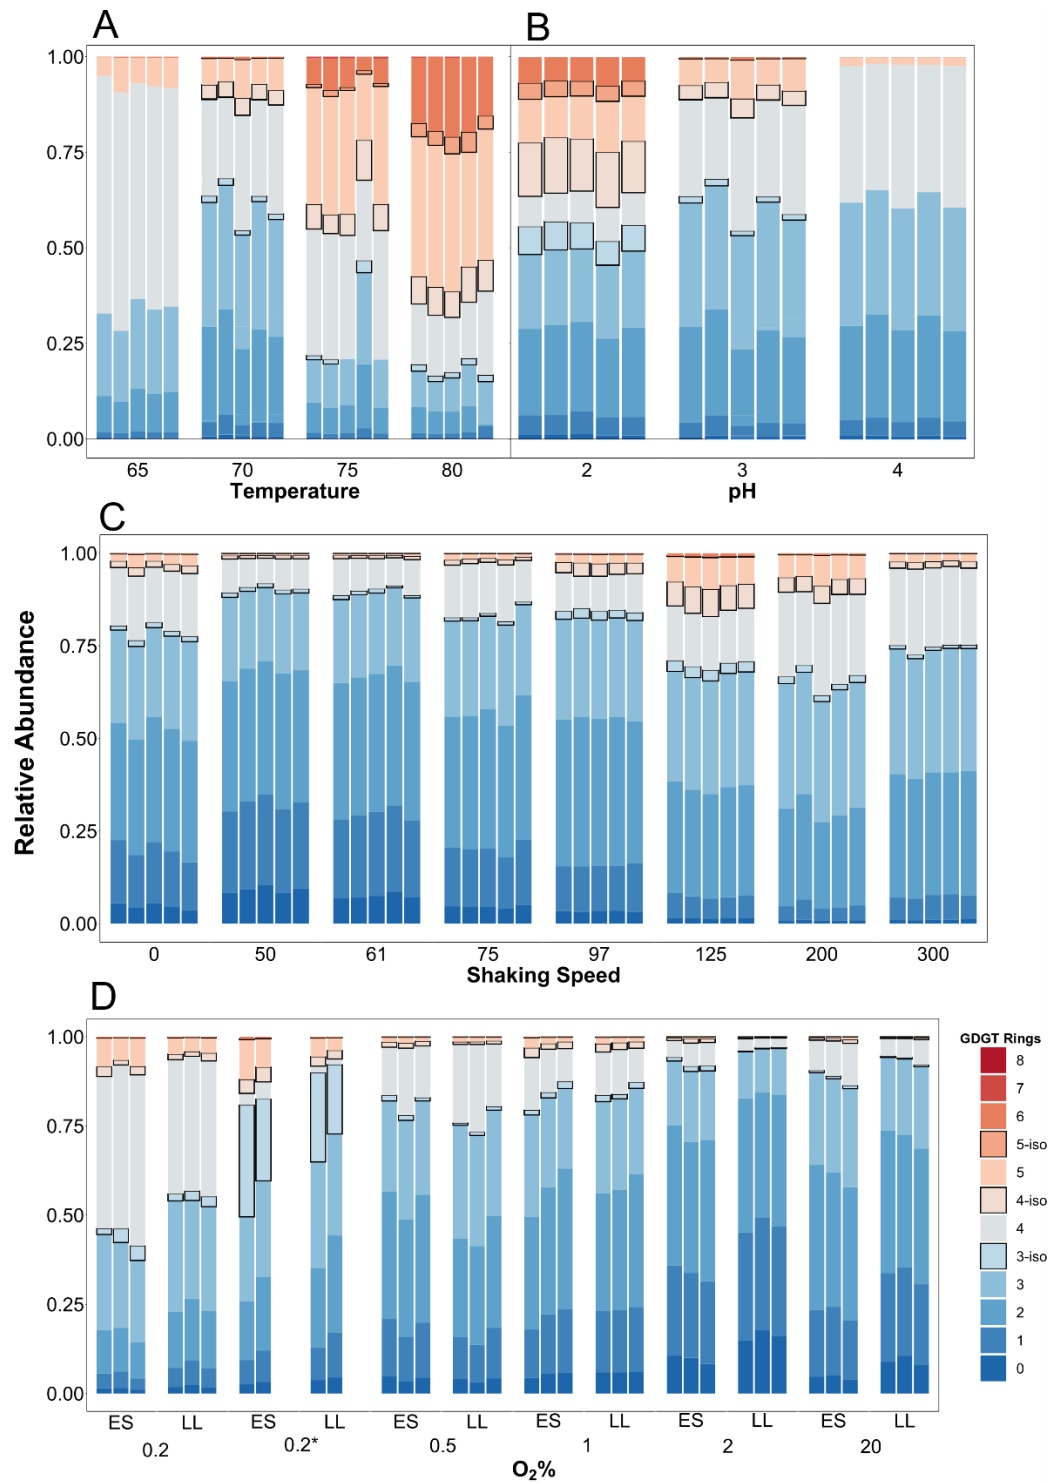 A
B
1.00
0.75
0.50
0.25
0.00
65 70 75 80 2 3 4
Temperature pH
C
1.00
0.75
0.50
0.25
0.00
0 50 61 75 97 125 200 300
Shaking Speed
Relative Abundance
D
1.00
0.75
0.50
0.25
0.00
ES LL ES LL ES LL ES LL ES LL ES LL
0.2 0.2* 0.5 1 2 20
O₂%
GDGT Rings
8
7
6
5-iso
5
4-iso
4
3-iso
3
2
1
0